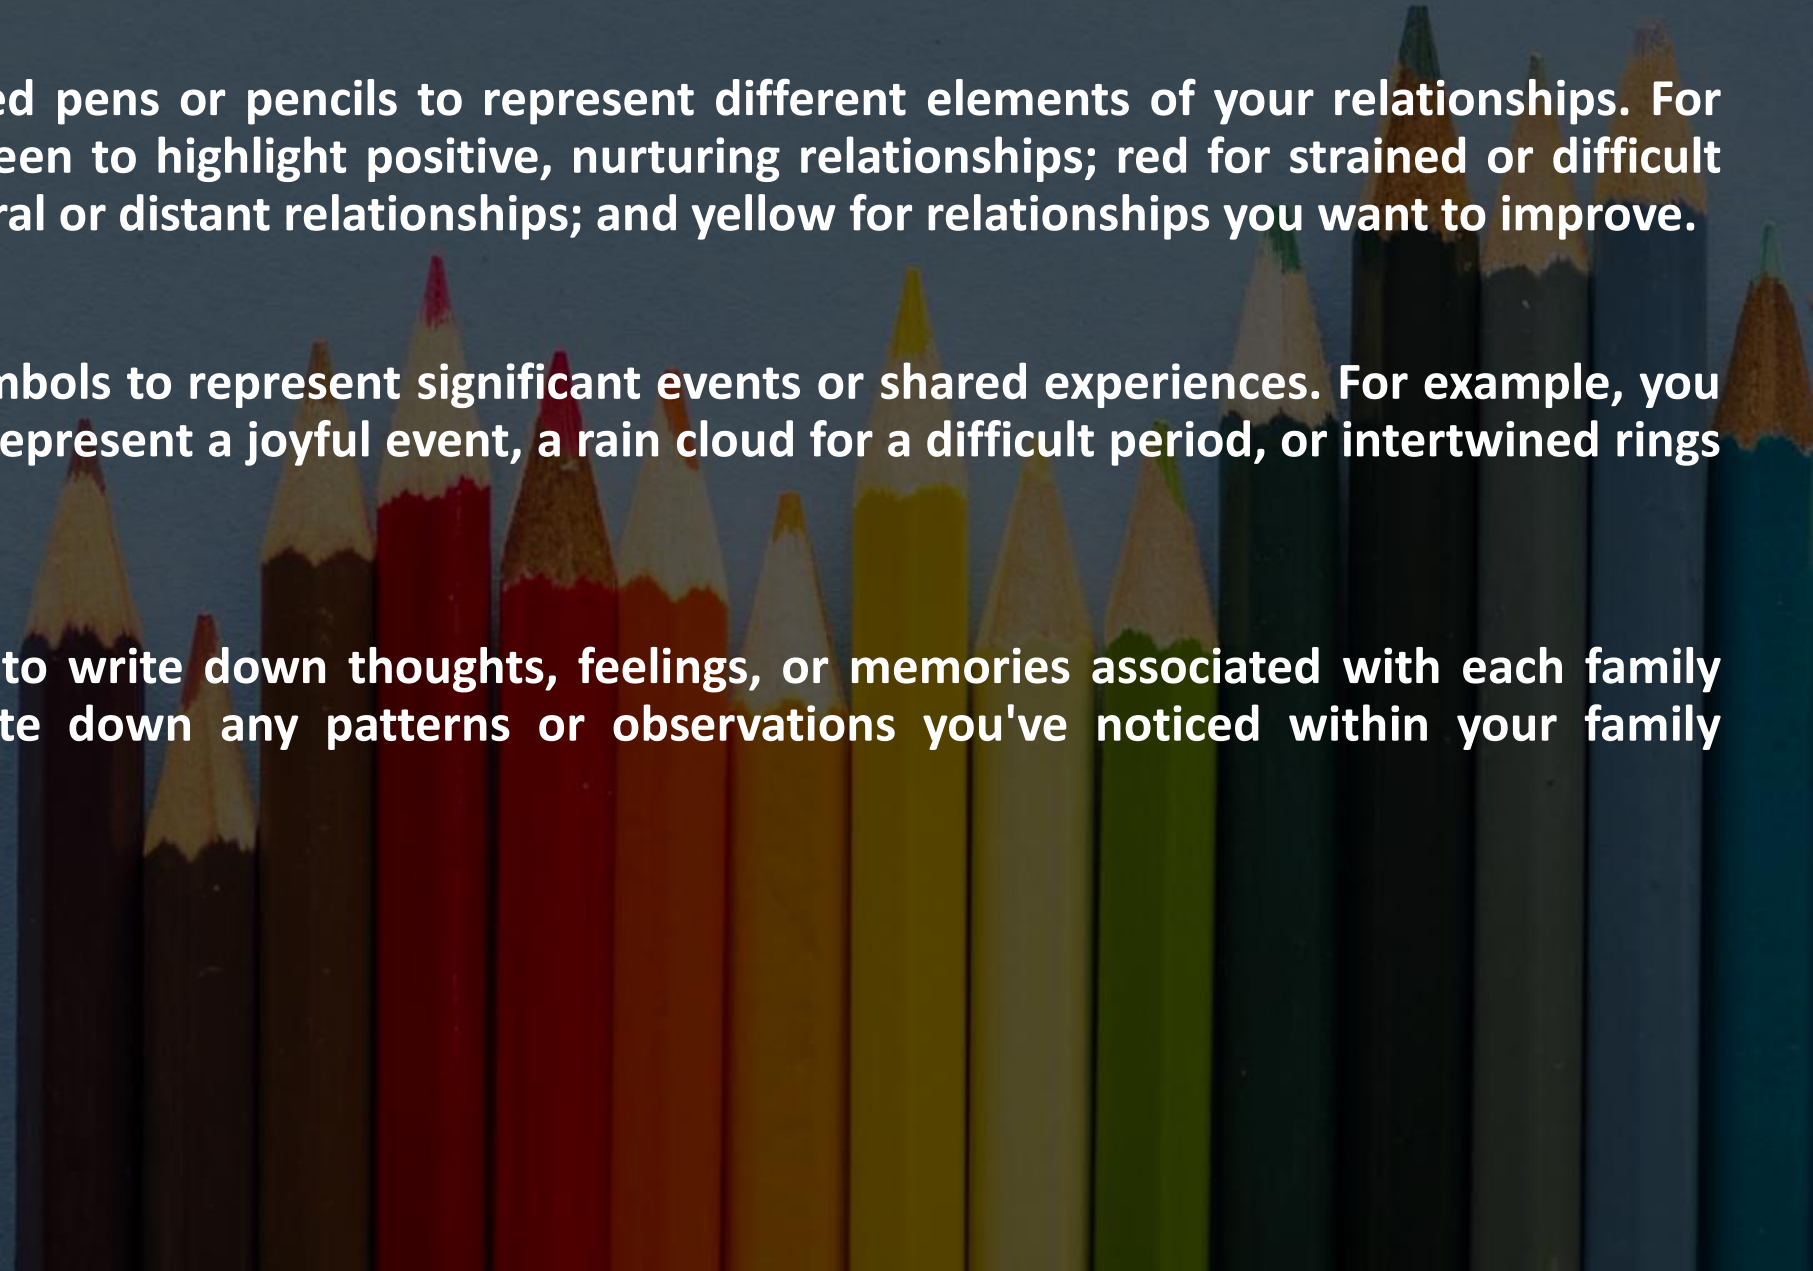 ed pens or pencils to represent different elements of your relationships. For
een to highlight positive, nurturing relationships; red for strained or difficult
ral or distant relationships; and yellow for relationships you want to improve.
mbols to represent significant events or shared experiences. For example, you
epresent a joyful event, a rain cloud for a difficult period, or intertwined rings
to write down thoughts, feelings, or memories associated with each family
te down any patterns or observations you've noticed within your family